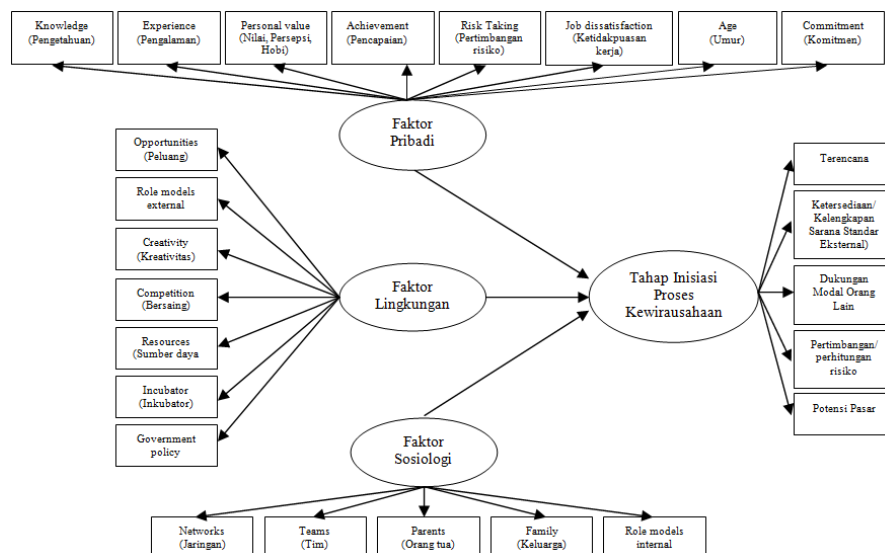 Knowledge
(Pengetahuan)
Experience
(Pengalaman)
Personal value
(Nilai, Persepsi,
Hobi)
Achievement
(Pencapaian)
Risk Taking
(Pertimbangan
risiko)
Job dissatisfaction
(Ketidakpuasan
kerja)
Age
(Umur)
Commitment
(Komitmen)
Faktor
Pribadi
Opportunities
(Peluang)
Role models
external
Creativity
(Kreativitas)
Competition
(Bersaing)
Resources
(Sumber daya
Incubator
(Inkubator)
Government
policy
Faktor
Lingkungan
Tahap Inisiasi
Proses
Kewirausahaan
Terencana
Ketersediaan/
Kelengkapan
Sarana Standar
Eksternal)
Dukungan
Modal Orang
Lain
Pertimbangan/
perhitungan
risiko
Potensi Pasar
Faktor
Sosiologi
Networks
(Jaringan)
Teams
(Tim)
Parents
(Orang tua)
Family
(Keluarga)
Role models
internal